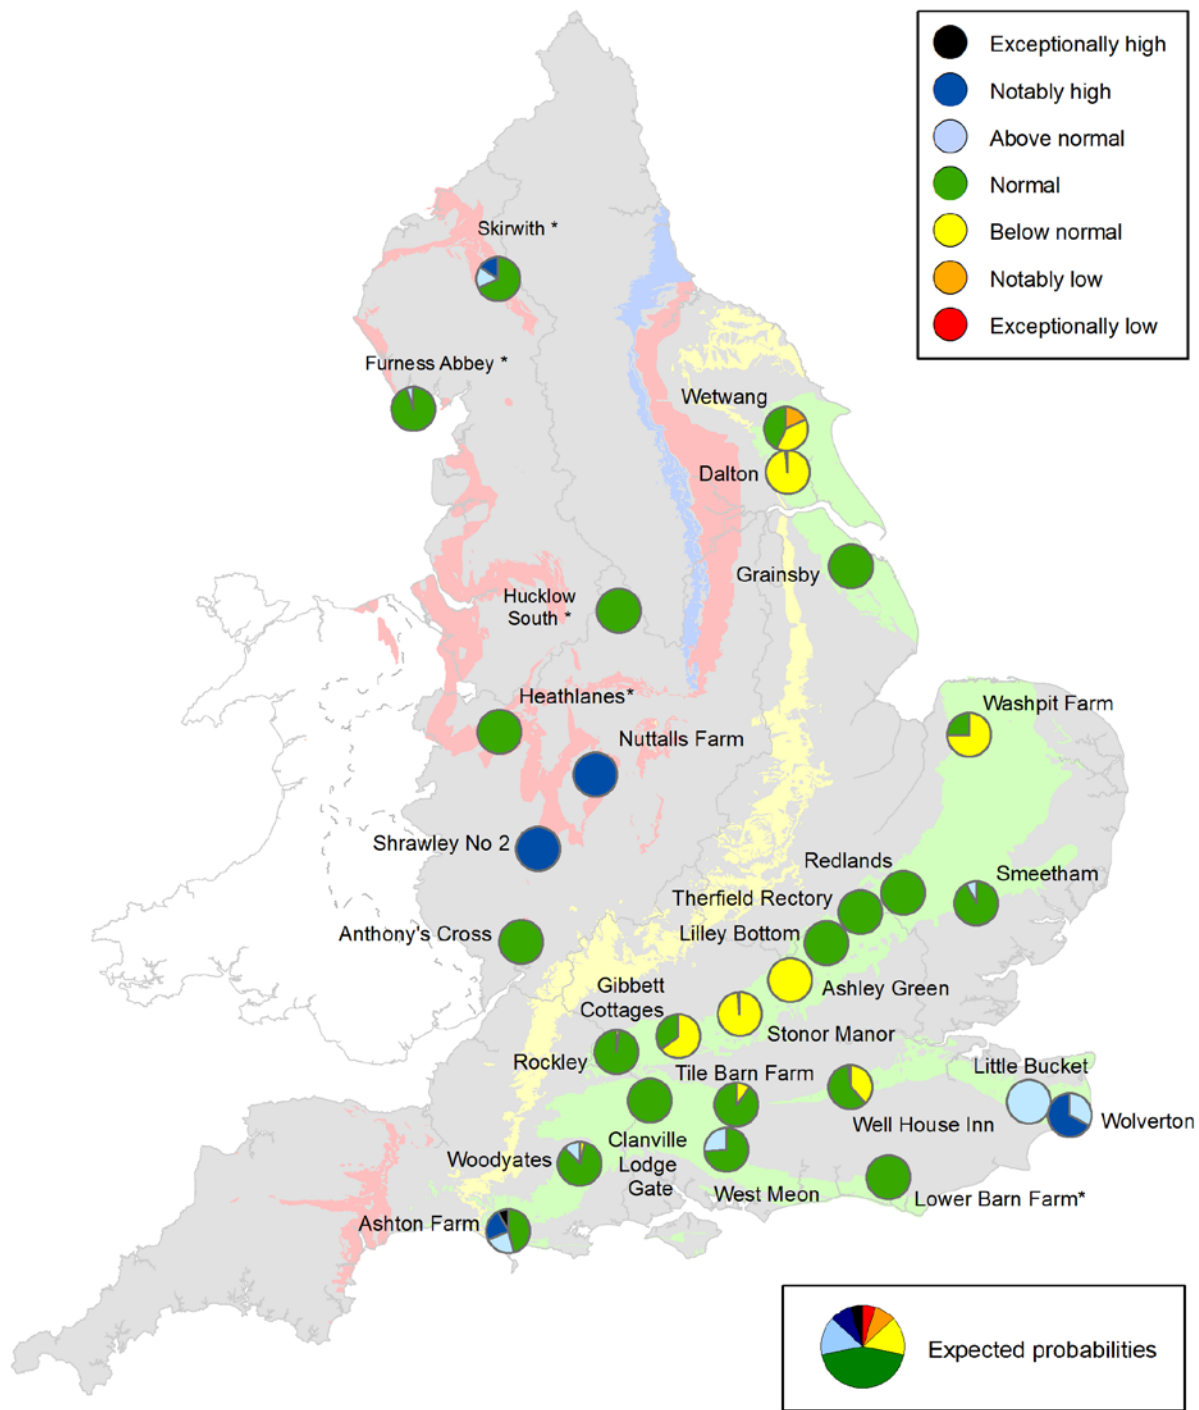 Exceptionally high
Notably high
Above normal
Normal
Below normal
Notably low
Exceptionally low
Skirwith *
Furness Abbey *
Wetwang
Dalton
Grainsby
Hucklow
South *
Heathlanes*
Nuttalls Farm
Washpit Farm
Shrawley No 2
Redlands
Smeetham
Therfield Rectory
Anthony's Cross
Lilley Bottom
Gibbett
Cottages
Ashley Green
Stonor Manor
Rockley
Tile Barn Farm
Little Bucket
Well House Inn
Wolverton
Clanville
Lodge
Gate
Woodyates
West Meon
Lower Barn Farm*
Ashton Farm
Expected probabilities